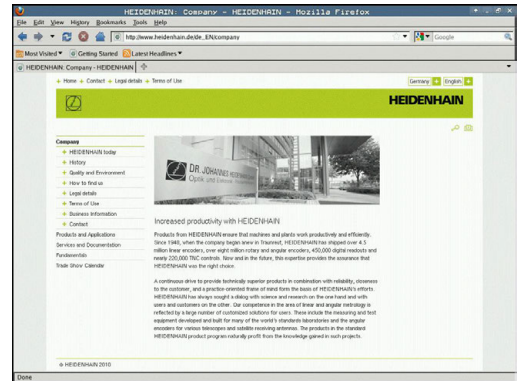 HEIDENHAIN: Company - HEIDENHAIN - Mozilla Firefox
File Edit View History Bookmarks Tools Help
http://www.heidenhain.de/de_EN/company
Google
Most Visited Getting Started Latest Headlines
HEIDENHAIN: Company - HEIDENHAIN
Home Contact Legal details Terms of Use
Germany English
HEIDENHAIN
Company
HEIDENHAIN today
History
Quality and Environment
How to find us
Legal details
Terms of Use
Business Information
Contact
Products and Applications
Services and Documentation
Fundamentals
Trade Show Calendar
DR. JOHANNES HEIDENHAIN
Increased productivity with HEIDENHAIN
Products from HEIDENHAIN ensure that machines and plants work productively and efficiently.
Since 1948, when the company began anew in Traunreut, HEIDENHAIN has shipped over 4.5
million linear encoders, over eight million rotary and angular encoders, 450,000 digital readouts and
nearly 220,000 TNC controls. Now and in the future, this expertise provides the assurance that
HEIDENHAIN was the right choice.
A continuous drive to provide technically superior products in combination with reliability, closeness
to the customer, and a practice-oriented frame of mind form the basis of HEIDENHAIN's efforts.
HEIDENHAIN has always sought a dialog with science and research on the one hand and with
users and customers on the other. Our competence in the area of linear and angular metrology is
reflected by a large number of customized solutions for users. These include the measuring and test
equipment developed and built for many of the world's standards laboratories and the angular
encoders for various telescopes and satellite receiving antennas. The products in the standard
HEIDENHAIN product program naturally profit from the knowledge gained in such projects.
HEIDENHAIN 2010
Done